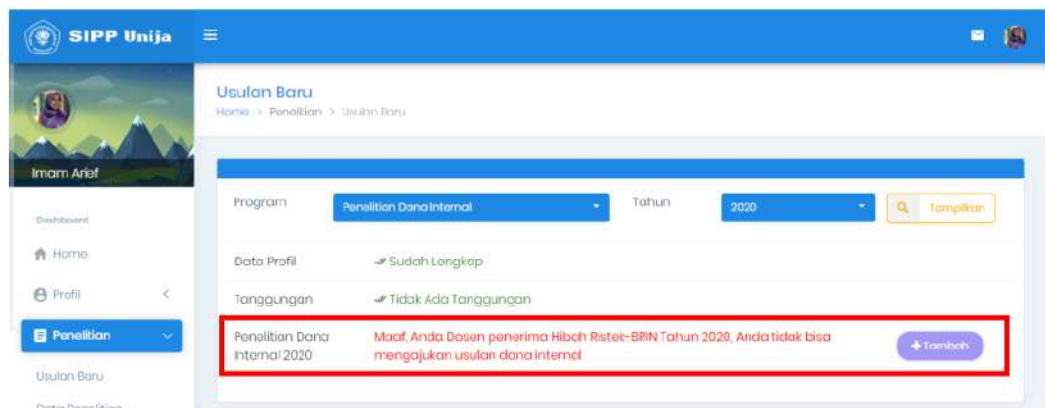 SIPP Unija
Usulan Baru
Home > Penelitian > Usulan Baru
Imam Arief
Program
Penelitian Dana Internal
Tahun
2020
Tampilkan
Dashboard
Home
Data Profil
Sudah Lengkap
Profil
Tanggungan
Tidak Ada Tanggungan
Penelitian
Penelitian Dana
Internal 2020
Maaf, Anda Dosen penerima Hibah Ristek-BRIN Tahun 2020, Anda tidak bisa
mengajukan usulan dana internal
+Tambah
Usulan Baru
Data Penelitian